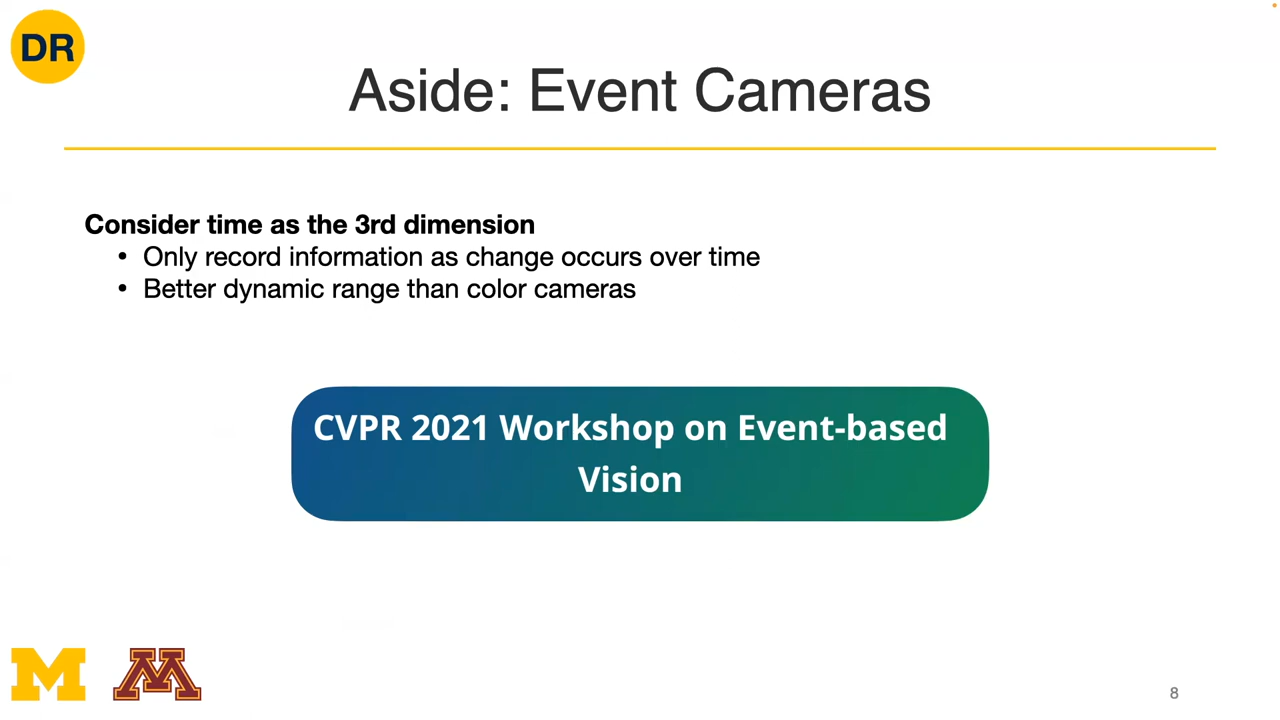 DR
Aside: Event Cameras
Consider time as the 3rd dimension
• Only record information as change occurs over time
• Better dynamic range than color cameras
CVPR 2021 Workshop on Event-based
Vision
M
M
8